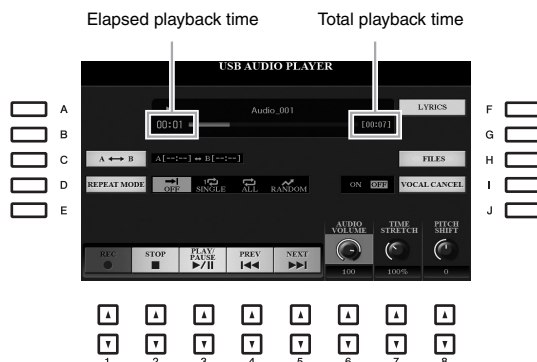 Elapsed playback time
Total playback time
USB AUDIO PLAYER
A
B
C
D
E
F
G
H
I
J
Audio_001
00:01
[00:07]
LYRICS
A ⟷ B
A[--:--] ↔ B[--:--]
FILES
REPEAT MODE
OFF
SINGLE
ALL
RANDOM
ON OFF
VOCAL CANCEL
AUDIO VOLUME
TIME STRETCH
PITCH SHIFT
100
100%
0
REC
STOP
PLAY/PAUSE
PREV
NEXT
1
2
3
4
5
6
7
8